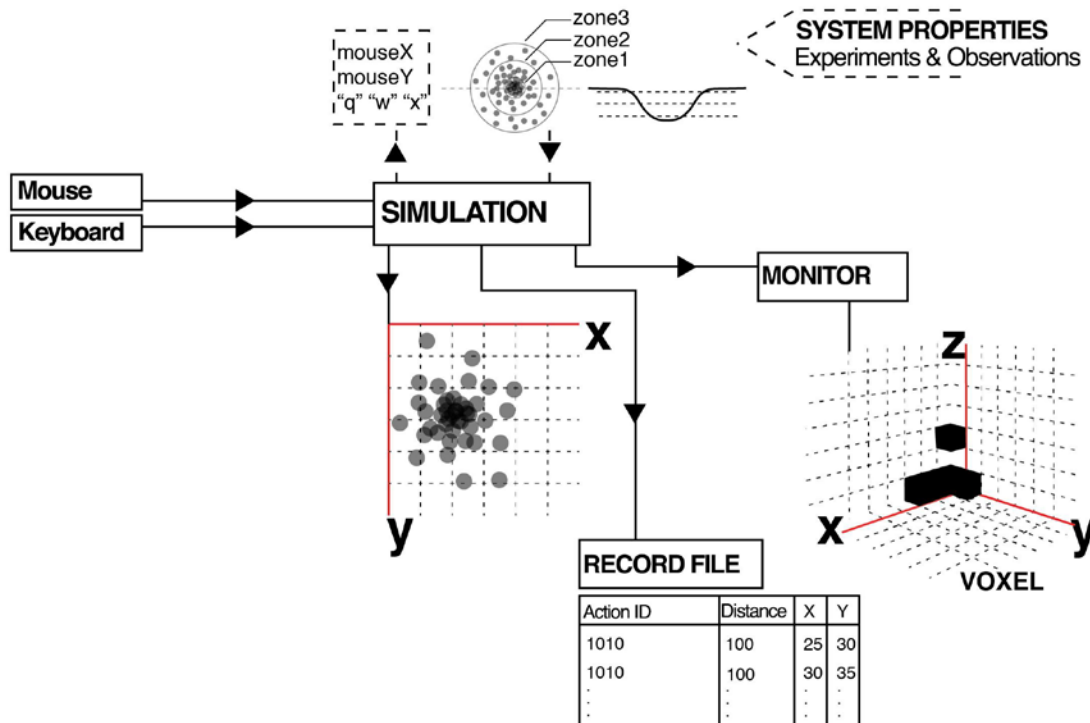 zone3
zone2
zone1
mouseX
mouseY
“q” “w” “x”
SYSTEM PROPERTIES
Experiments & Observations
Mouse
Keyboard
SIMULATION
MONITOR
x
y
z
x
y
VOXEL
RECORD FILE
Action ID Distance X Y
1010 100 25 30
1010 100 30 35
: : : :